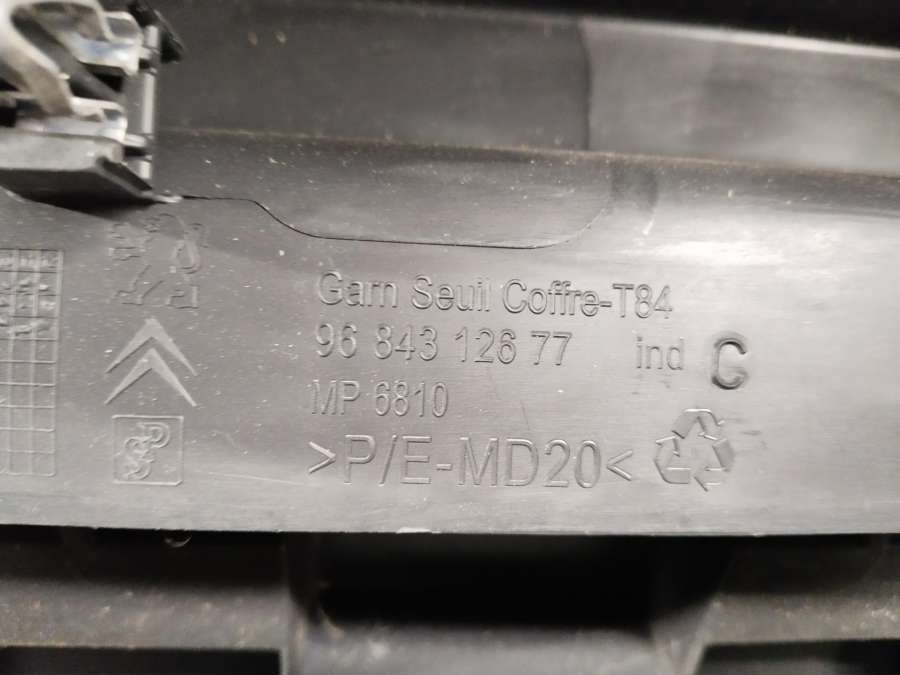 Garn Seuil Coffre-T84
96 843 126 77 ind C
MP 6810
>P/E-MD20<